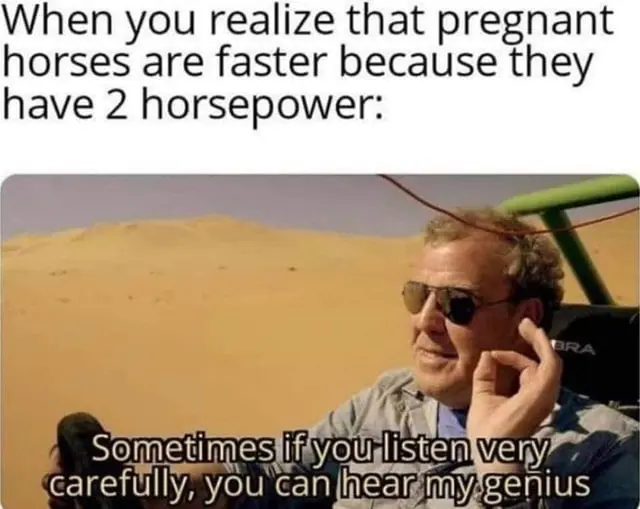 When you realize that pregnant
horses are faster because they
have 2 horsepower:
BRA
Sometimes if you listen very
carefully, you can hear my genius